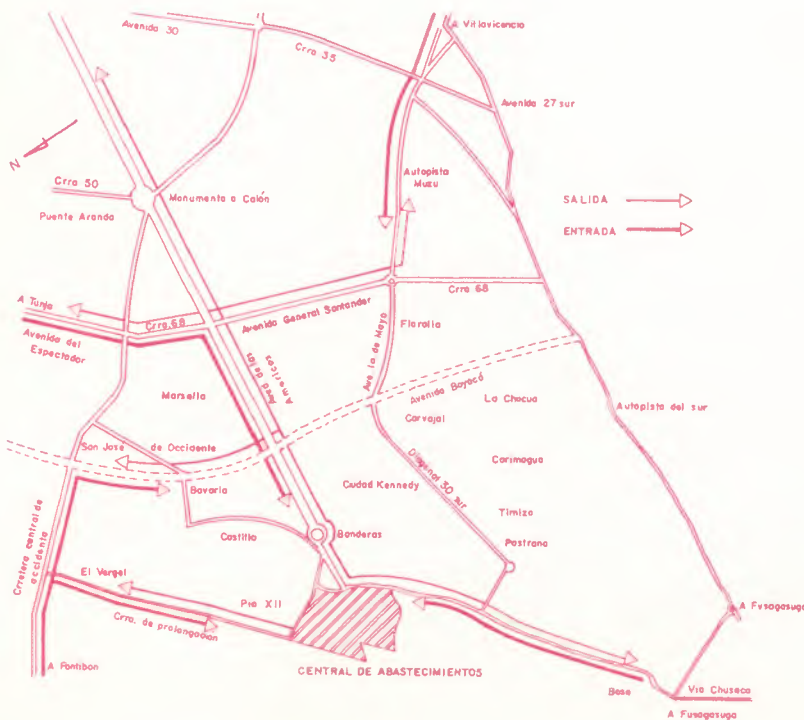 A Villavicencio
Avenida 30
Crra 35
Avenida 27 sur
N
Autopista
Muzu
Crra 50
Monumento a Colón
Puente Aranda
SALIDA
ENTRADA
A Tunja
Crra. 68
Avenida General Santander
Crra 68
Avenida del
Espectador
Floralia
Ave 1a. de Mayo
Aved de las
Americas
Marsella
Avenida Boyacá
La Chacua
Carvajal
Autopista del sur
San José de Occidente
Carimagua
Diagonal 30 sur
Bavaria
Ciudad Kennedy
Timiza
Castilla
Banderas
Pastrana
Crretera central de
occidente
El Vergel
Pio XII
A Fusagasuga
Crra. de prolongacion
A Fontibon
CENTRAL DE ABASTECIMIENTOS
Bosa
Via Chuseca
A Fusagasuga